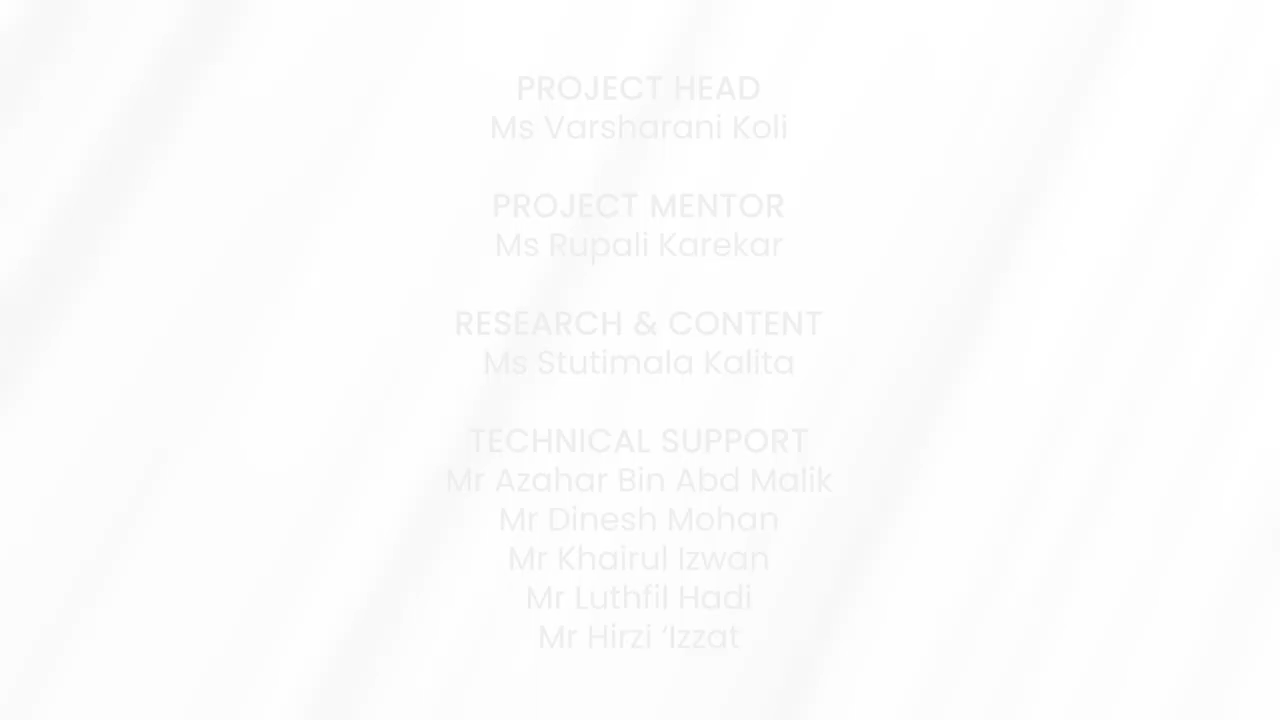 PROJECT HEAD
Ms Varsharani Koli
PROJECT MENTOR
Ms Rupali Karekar
RESEARCH & CONTENT
Ms Stutimala Kalita
TECHNICAL SUPPORT
Mr Azahar Bin Abd Malik
Mr Dinesh Mohan
Mr Khairul Izwan
Mr Luthfil Hadi
Mr Hirzi ‘Izzat